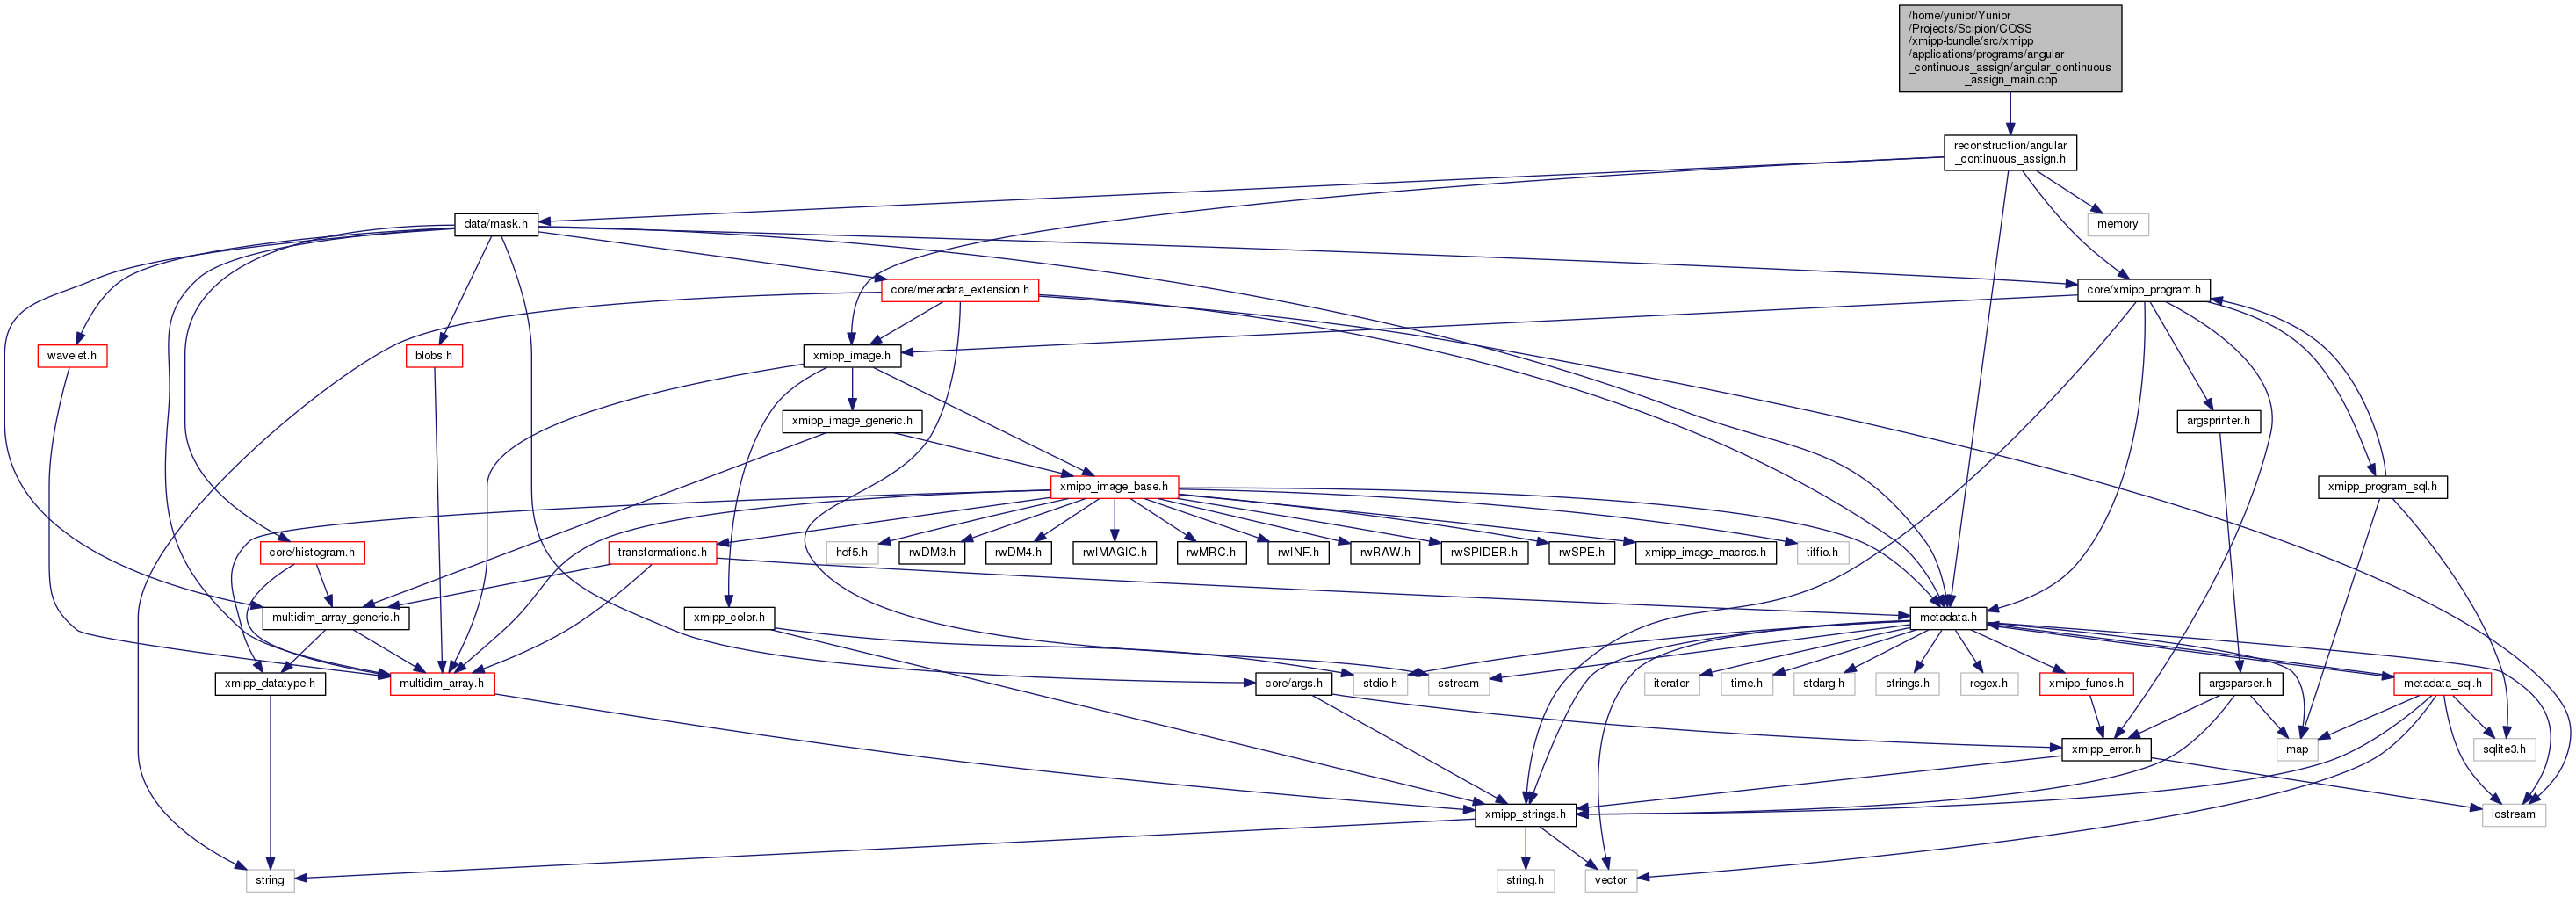 /home/yunior/Yunior
/Projects/Scipion/COSS
/xmipp-bundle/src/xmipp
/applications/programs/angular
_continuous_assign/angular_continuous
_assign_main.cpp
reconstruction/angular
_continuous_assign.h
data/mask.h
memory
core/metadata_extension.h
core/xmipp_program.h
wavelet.h
blobs.h
xmipp_image.h
xmipp_image_generic.h
argsprinter.h
xmipp_image_base.h
xmipp_program_sql.h
core/histogram.h
transformations.h
hdf5.h
rwDM3.h
rwDM4.h
rwIMAGIC.h
rwMRC.h
rwINF.h
rwRAW.h
rwSPIDER.h
rwSPE.h
xmipp_image_macros.h
tiffio.h
multidim_array_generic.h
xmipp_color.h
metadata.h
xmipp_datatype.h
multidim_array.h
core/args.h
stdio.h
sstream
iterator
time.h
stdarg.h
strings.h
regex.h
xmipp_funcs.h
argsparser.h
metadata_sql.h
xmipp_error.h
map
sqlite3.h
xmipp_strings.h
iostream
string
string.h
vector